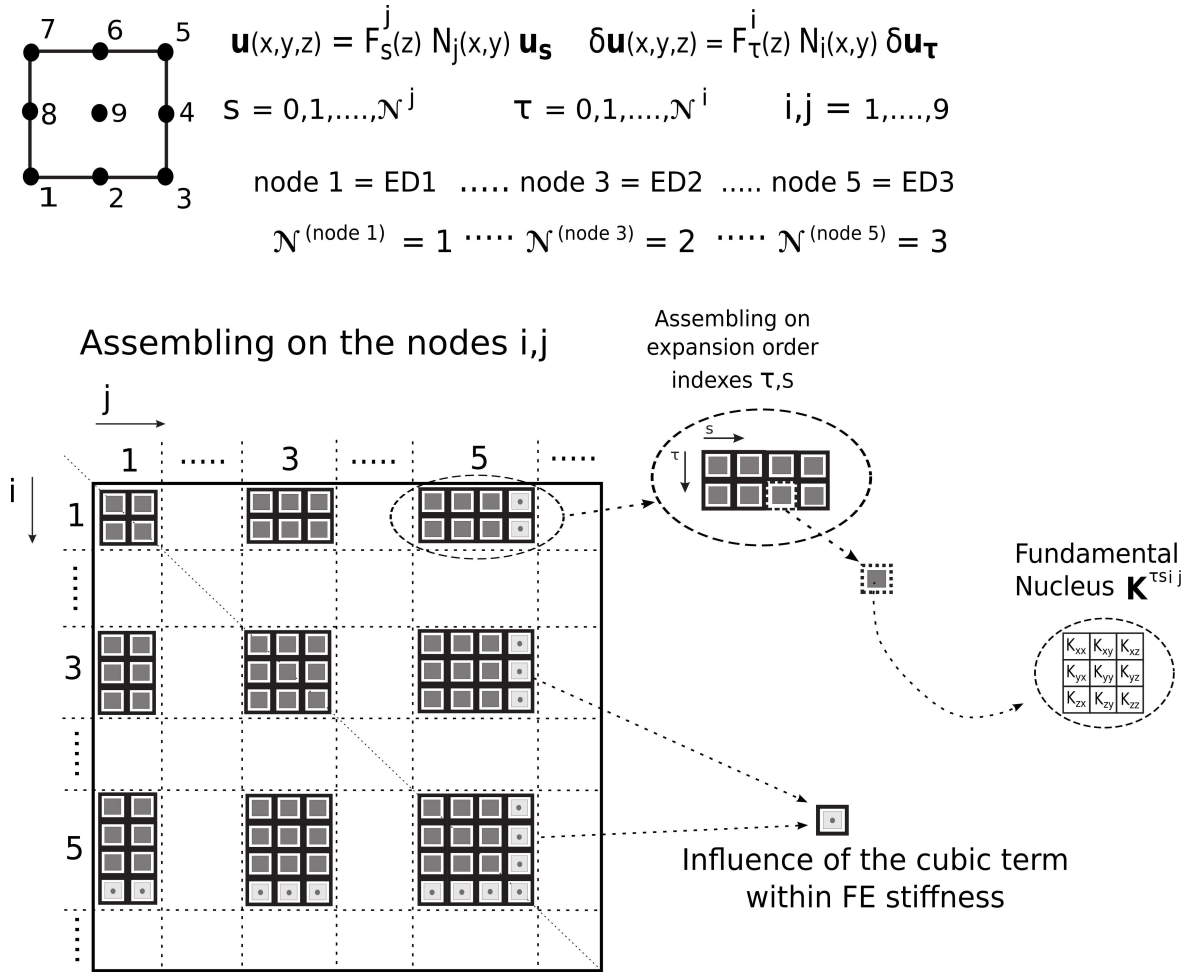 7 6 5
8 9 4
1 2 3
u(x,y,z) = F_s^j(z) N_j(x,y) u_s δu(x,y,z) = F_τ^i(z) N_i(x,y) δu_τ
s = 0,1,....,𝒩^j τ = 0,1,....,𝒩^i i,j = 1,....,9
node 1 = ED1 ..... node 3 = ED2 ..... node 5 = ED3
𝒩^(node 1) = 1 ..... 𝒩^(node 3) = 2 ..... 𝒩^(node 5) = 3
Assembling on the nodes i,j
Assembling on
expansion order
indexes τ,s
j
1 ..... 3 ..... 5 .....
i
1
.....
3
.....
5
.....
s
τ
Fundamental
Nucleus K^τsij
K_xx K_xy K_xz
K_yx K_yy K_yz
K_zx K_zy K_zz
Influence of the cubic term
within FE stiffness